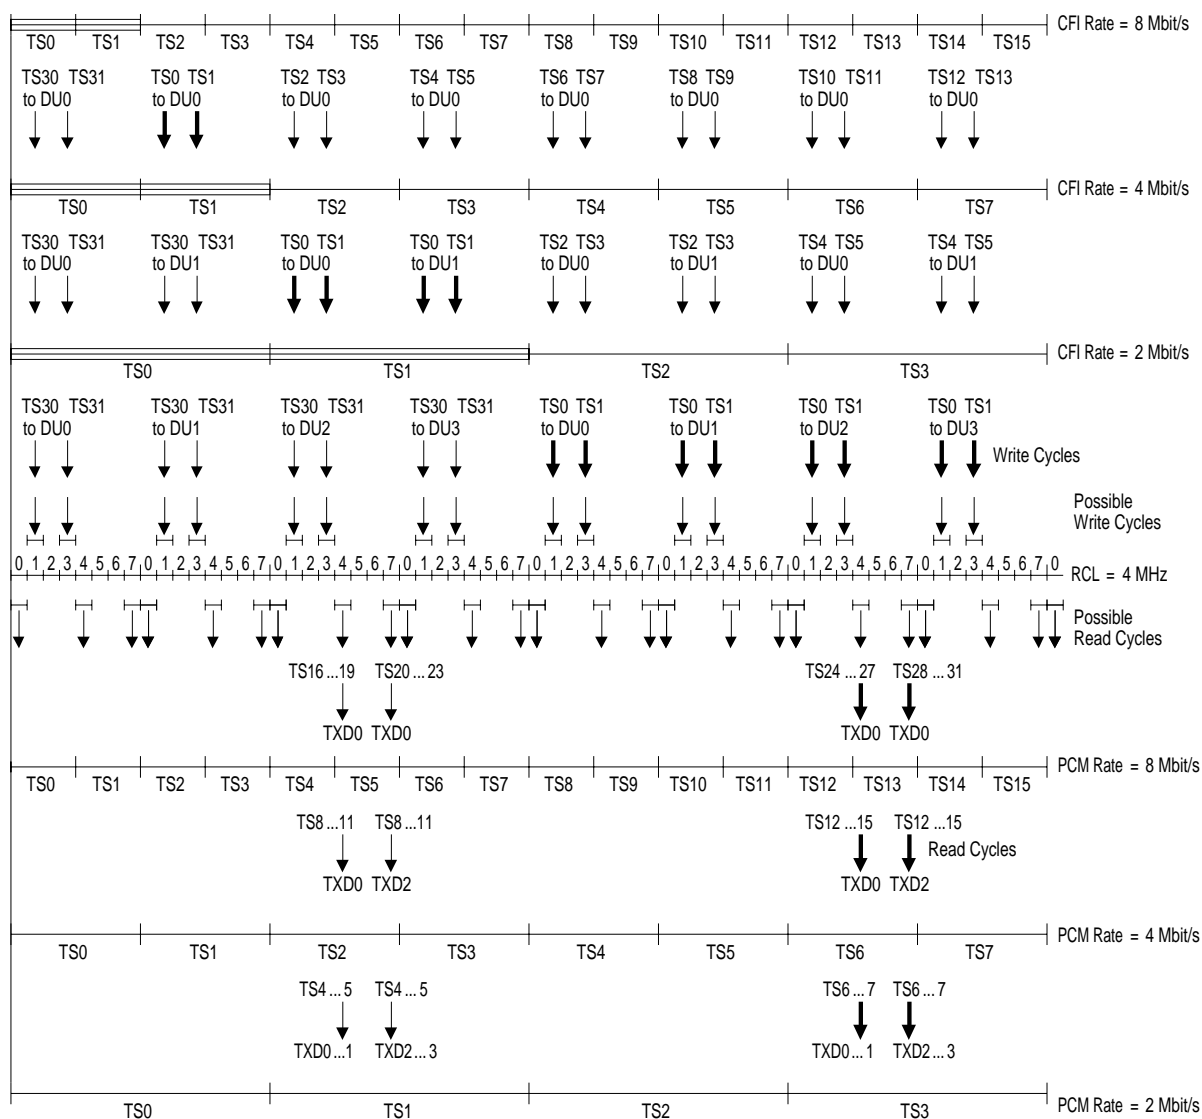 CFI Rate = 8 Mbit/s
TS0 TS1 TS2 TS3 TS4 TS5 TS6 TS7 TS8 TS9 TS10 TS11 TS12 TS13 TS14 TS15
TS30 TS31 TS0 TS1 TS2 TS3 TS4 TS5 TS6 TS7 TS8 TS9 TS10 TS11 TS12 TS13
to DU0 to DU0 to DU0 to DU0 to DU0 to DU0 to DU0 to DU0
CFI Rate = 4 Mbit/s
TS0 TS1 TS2 TS3 TS4 TS5 TS6 TS7
TS30 TS31 TS30 TS31 TS0 TS1 TS0 TS1 TS2 TS3 TS2 TS3 TS4 TS5 TS4 TS5
to DU0 to DU1 to DU0 to DU1 to DU0 to DU1 to DU0 to DU1
CFI Rate = 2 Mbit/s
TS0 TS1 TS2 TS3
TS30 TS31 TS30 TS31 TS30 TS31 TS30 TS31 TS0 TS1 TS0 TS1 TS0 TS1 TS0 TS1
to DU0 to DU1 to DU2 to DU3 to DU0 to DU1 to DU2 to DU3
Write Cycles
Possible
Write Cycles
0 1 2 3 4 5 6 7 0 1 2 3 4 5 6 7 0 1 2 3 4 5 6 7 0 1 2 3 4 5 6 7 0 1 2 3 4 5 6 7 0 1 2 3 4 5 6 7 0 1 2 3 4 5 6 7 0 1 2 3 4 5 6 7 0
RCL = 4 MHz
Possible
Read Cycles
TS16 ... 19 TS20 ... 23 TS24 ... 27 TS28 ... 31
TXD0 TXD0 TXD0 TXD0
PCM Rate = 8 Mbit/s
TS0 TS1 TS2 TS3 TS4 TS5 TS6 TS7 TS8 TS9 TS10 TS11 TS12 TS13 TS14 TS15
TS8 ... 11 TS8 ... 11 TS12 ... 15 TS12 ... 15
Read Cycles
TXD0 TXD2 TXD0 TXD2
PCM Rate = 4 Mbit/s
TS0 TS1 TS2 TS3 TS4 TS5 TS6 TS7
TS4 ... 5 TS4 ... 5 TS6 ... 7 TS6 ... 7
TXD0 ... 1 TXD2 ... 3 TXD0 ... 1 TXD2 ... 3
PCM Rate = 2 Mbit/s
TS0 TS1 TS2 TS3